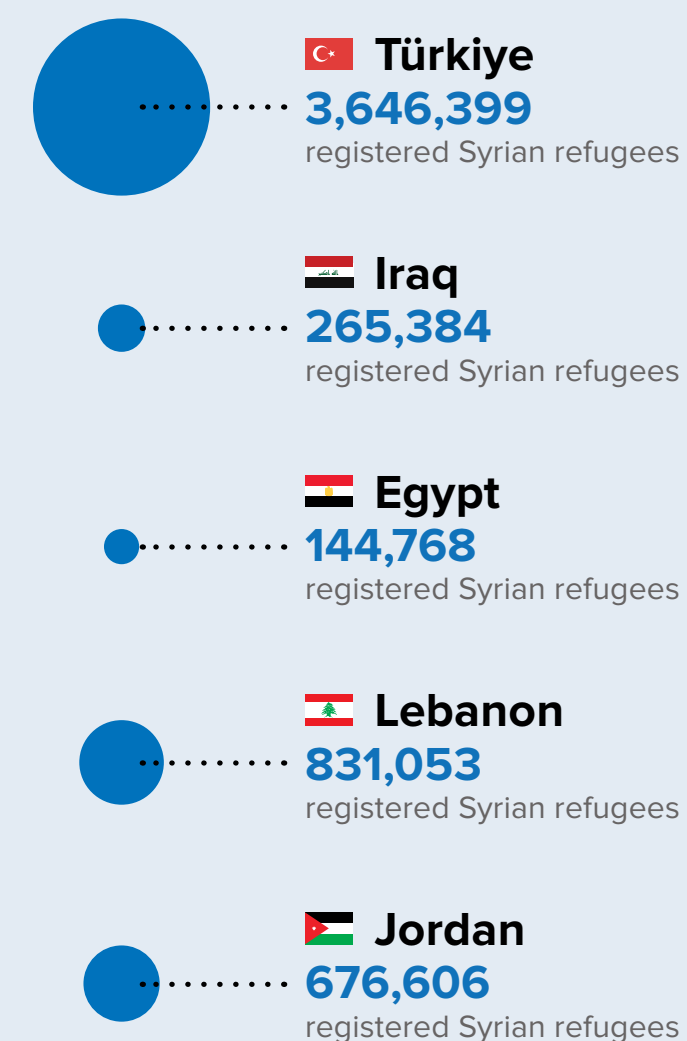 Türkiye
3,646,399
registered Syrian refugees
Iraq
265,384
registered Syrian refugees
Egypt
144,768
registered Syrian refugees
Lebanon
831,053
registered Syrian refugees
Jordan
676,606
registered Syrian refugees